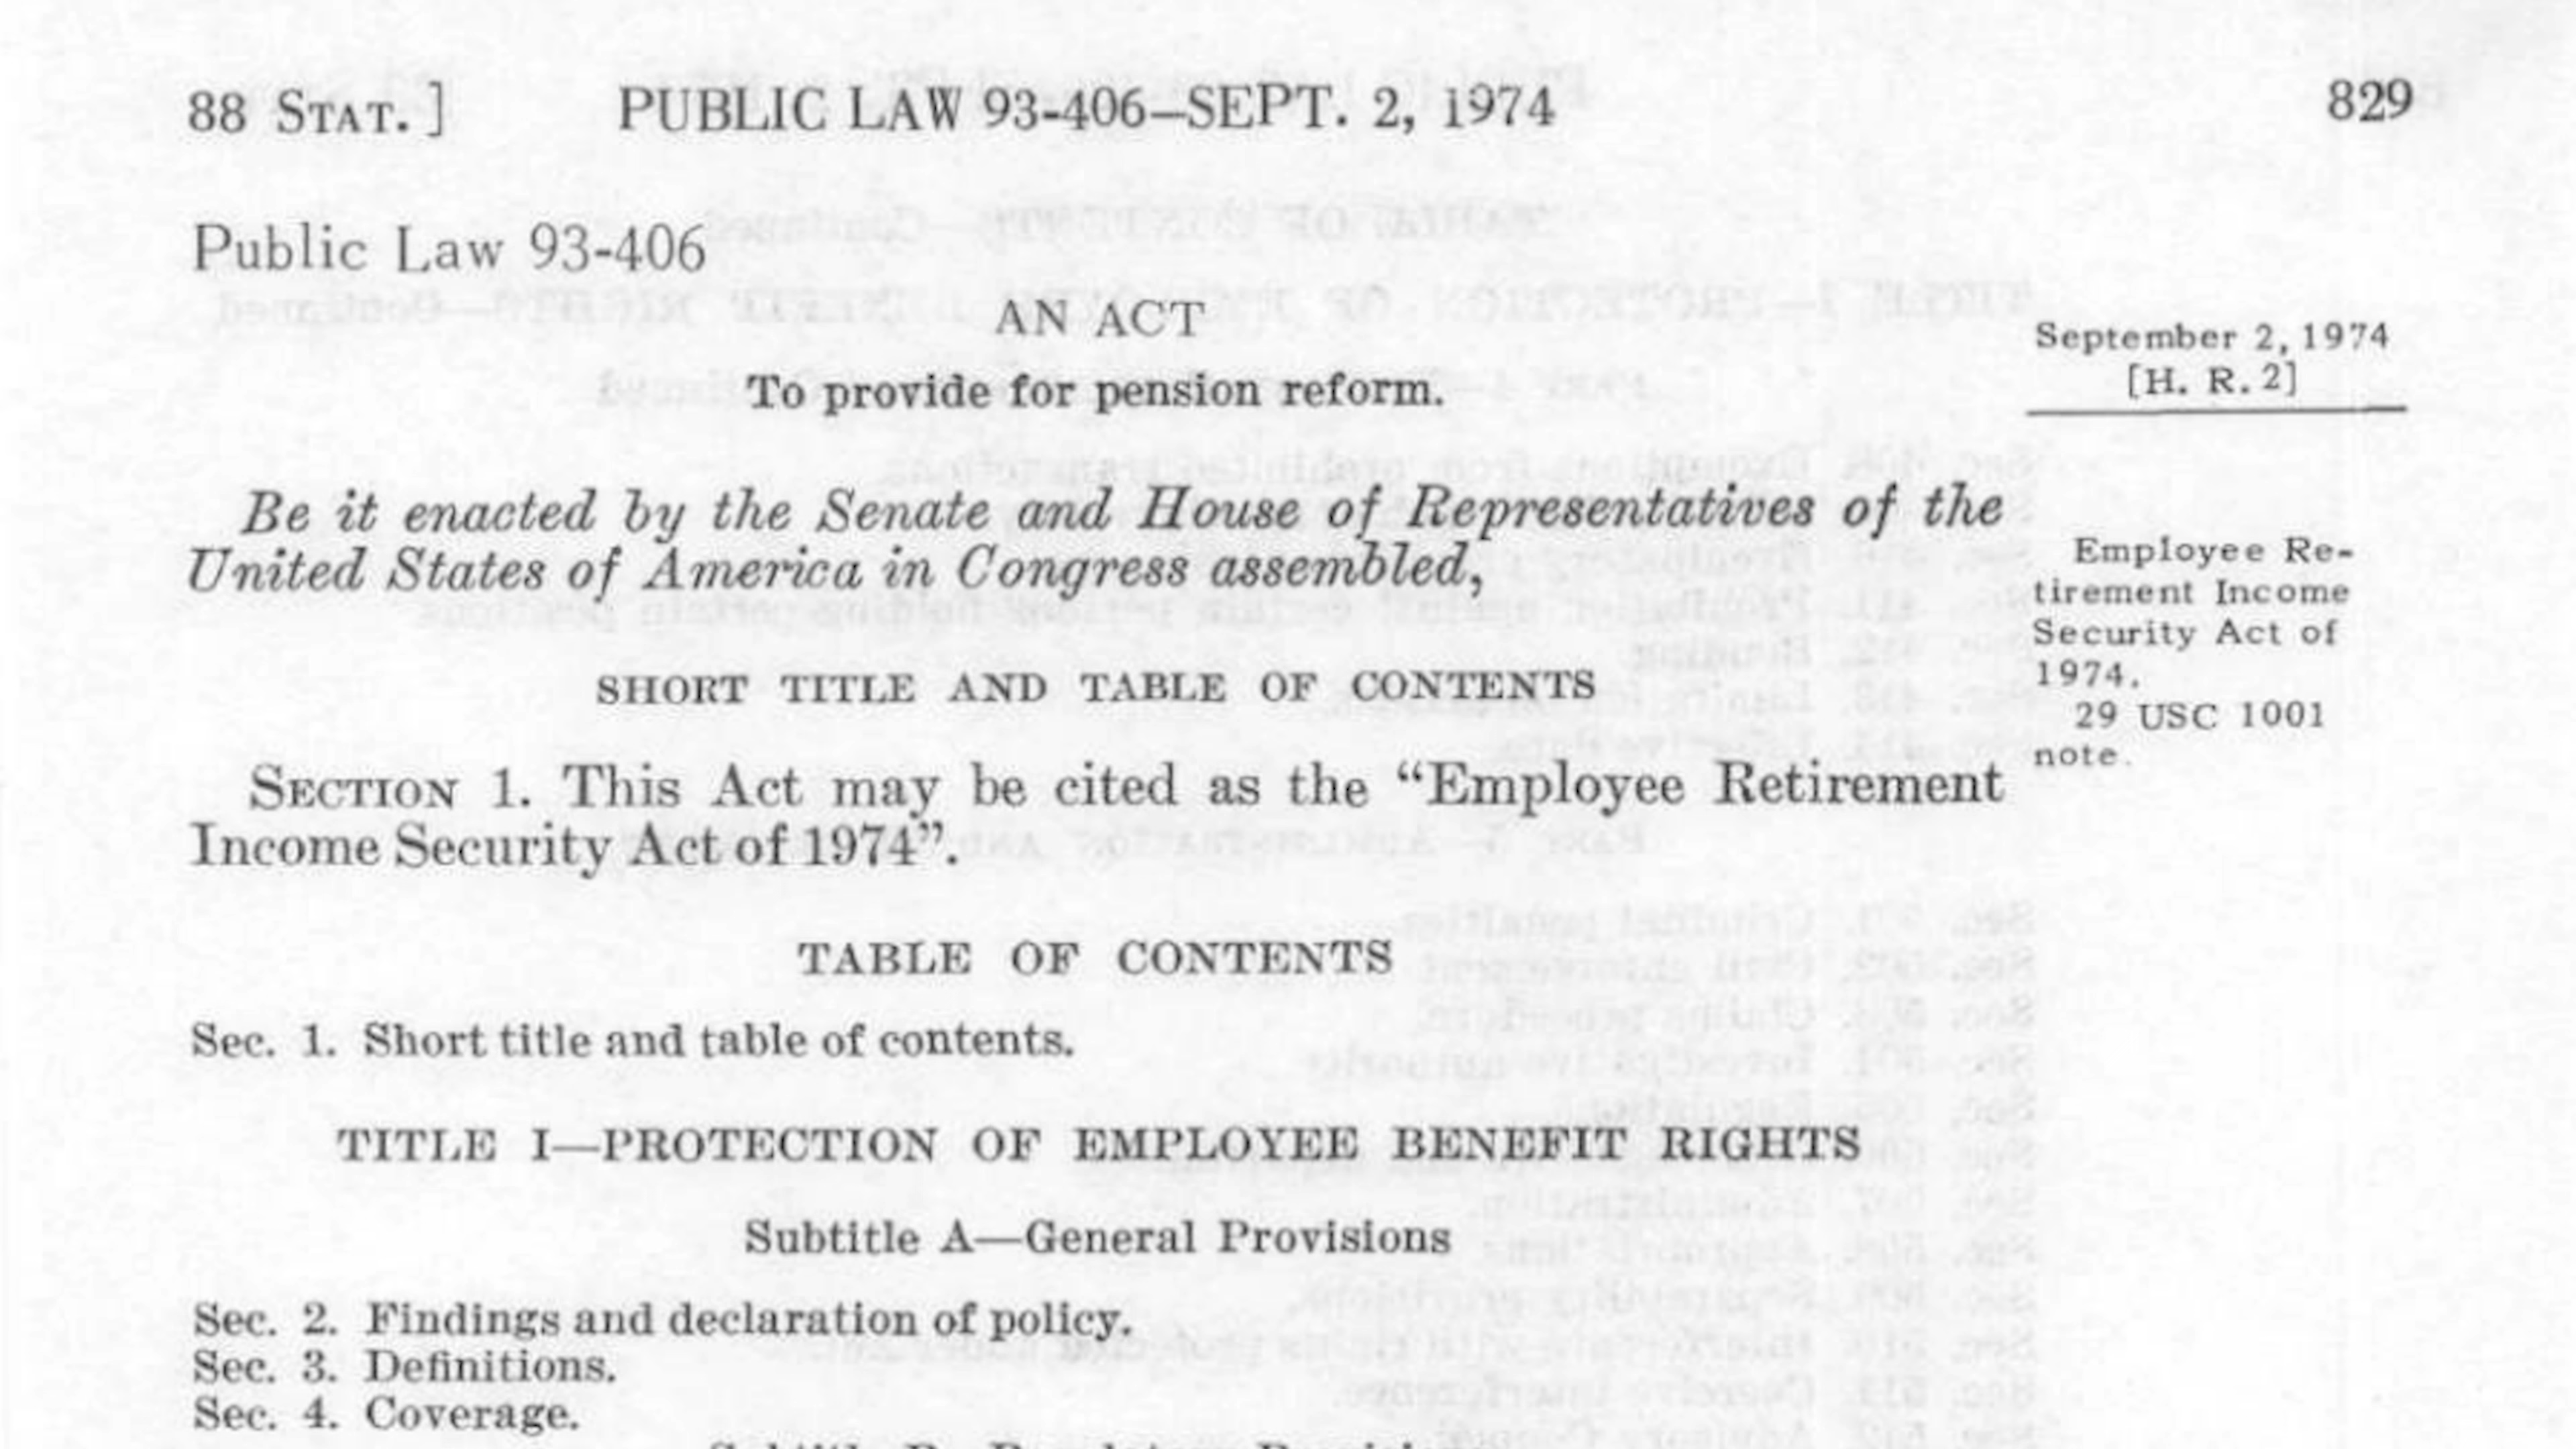 88 STAT. ] PUBLIC LAW 93-406–SEPT. 2, 1974 829
Public Law 93-406
AN ACT
To provide for pension reform.
September 2, 1974
[H. R. 2]
Be it enacted by the Senate and House of Representatives of the
United States of America in Congress assembled,
Employee Re-
tirement Income
Security Act of
1974.
29 USC 1001
note.
SHORT TITLE AND TABLE OF CONTENTS
SECTION 1. This Act may be cited as the “Employee Retirement
Income Security Act of 1974”.
TABLE OF CONTENTS
Sec. 1. Short title and table of contents.
TITLE I—PROTECTION OF EMPLOYEE BENEFIT RIGHTS
Subtitle A—General Provisions
Sec. 2. Findings and declaration of policy.
Sec. 3. Definitions.
Sec. 4. Coverage.